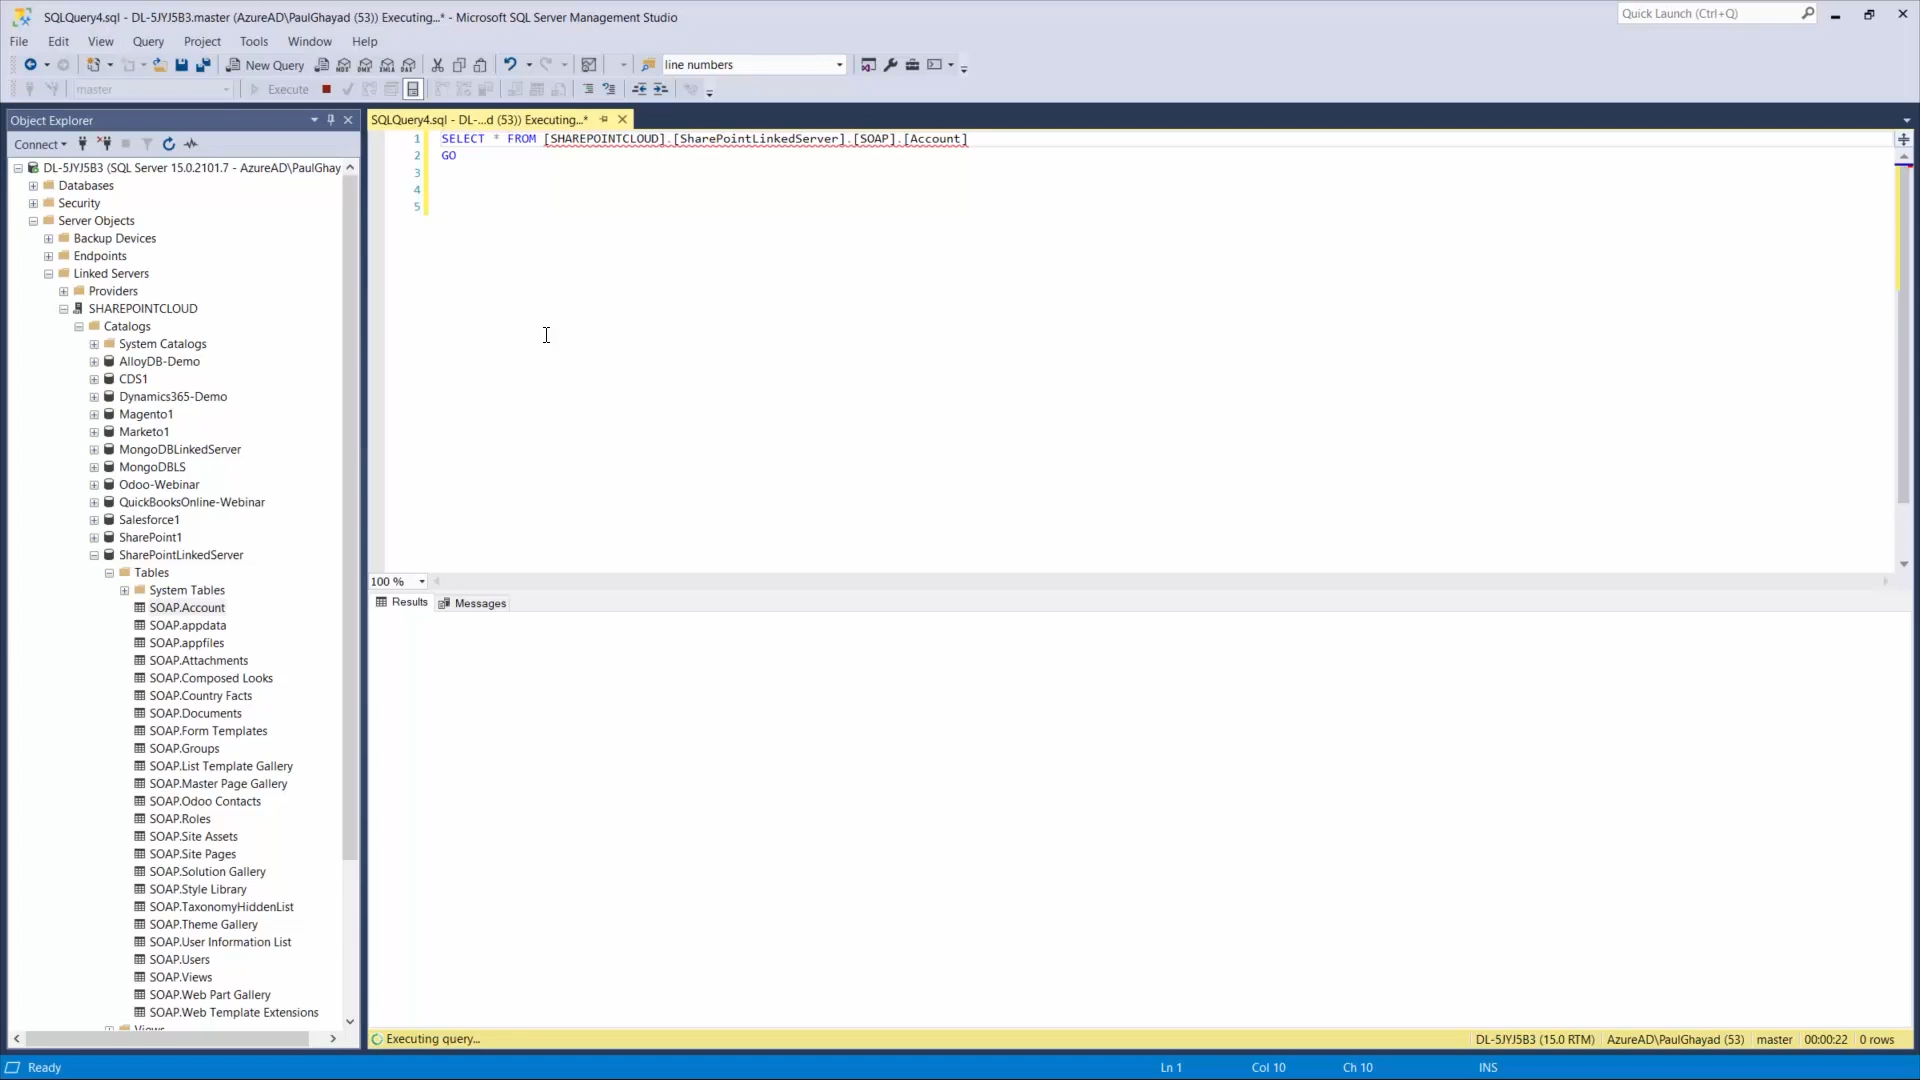 SQLQuery4.sql - DL-5JYJ5B3.master (AzureAD\PaulGhayad (53)) Executing...* - Microsoft SQL Server Management Studio
Quick Launch (Ctrl+Q)
File Edit View Query Project Tools Window Help
New Query
MDX DMX XMLA DAX
line numbers
master
Execute
Object Explorer
SQLQuery4.sql - DL-...d (53)) Executing...*
Connect
DL-5JYJ5B3 (SQL Server 15.0.2101.7 - AzureAD\PaulGhay
Databases
Security
Server Objects
Backup Devices
Endpoints
Linked Servers
Providers
SHAREPOINTCLOUD
Catalogs
System Catalogs
AlloyDB-Demo
CDS1
Dynamics365-Demo
Magento1
Marketo1
MongoDBLinkedServer
MongoDBLS
Odoo-Webinar
QuickBooksOnline-Webinar
Salesforce1
SharePoint1
SharePointLinkedServer
Tables
System Tables
SOAP.Account
SOAP.appdata
SOAP.appfiles
SOAP.Attachments
SOAP.Composed Looks
SOAP.Country Facts
SOAP.Documents
SOAP.Form Templates
SOAP.Groups
SOAP.List Template Gallery
SOAP.Master Page Gallery
SOAP.Odoo Contacts
SOAP.Roles
SOAP.Site Assets
SOAP.Site Pages
SOAP.Solution Gallery
SOAP.Style Library
SOAP.TaxonomyHiddenList
SOAP.Theme Gallery
SOAP.User Information List
SOAP.Users
SOAP.Views
SOAP.Web Part Gallery
SOAP.Web Template Extensions
Views
1 SELECT * FROM [SHAREPOINTCLOUD].[SharePointLinkedServer].[SOAP].[Account]
2 GO
3
4
5
100 %
Results Messages
Executing query...
DL-5JYJ5B3 (15.0 RTM) AzureAD\PaulGhayad (53) master 00:00:22 0 rows
Ready
Ln 1 Col 10 Ch 10 INS